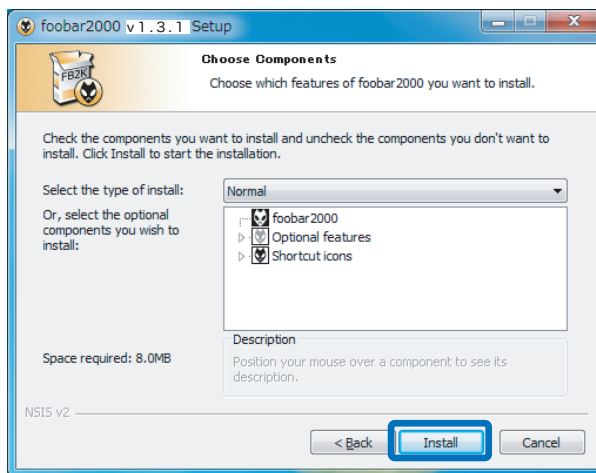 foobar2000 v1.3.1 Setup
FB2K
Choose Components
Choose which features of foobar2000 you want to install.
Check the components you want to install and uncheck the components you don't want to
install. Click Install to start the installation.
Select the type of install:
Normal
Or, select the optional
components you wish to
install:
foobar2000
Optional features
Shortcut icons
Description
Position your mouse over a component to see its
description.
Space required: 8.0MB
NSIS v2
< Back
Install
Cancel